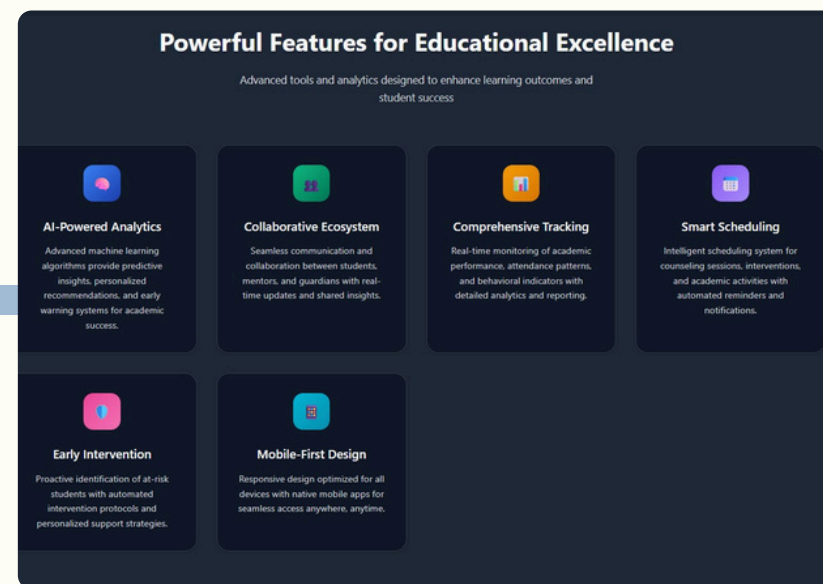 Powerful Features for Educational Excellence
Advanced tools and analytics designed to enhance learning outcomes and
student success
AI-Powered Analytics
Advanced machine learning
algorithms provide predictive
insights, personalized
recommendations, and early
warning systems for academic
success.
Collaborative Ecosystem
Seamless communication and
collaboration between students,
mentors, and guardians with real-
time updates and shared insights.
Comprehensive Tracking
Real-time monitoring of academic
performance, attendance patterns,
and behavioral indicators with
detailed analytics and reporting.
Smart Scheduling
Intelligent scheduling system for
counseling sessions, interventions,
and academic activities with
automated reminders and
notifications.
Early Intervention
Proactive identification of at-risk
students with automated
intervention protocols and
personalized support strategies.
Mobile-First Design
Responsive design optimized for all
devices with native mobile apps for
seamless access anywhere, anytime.